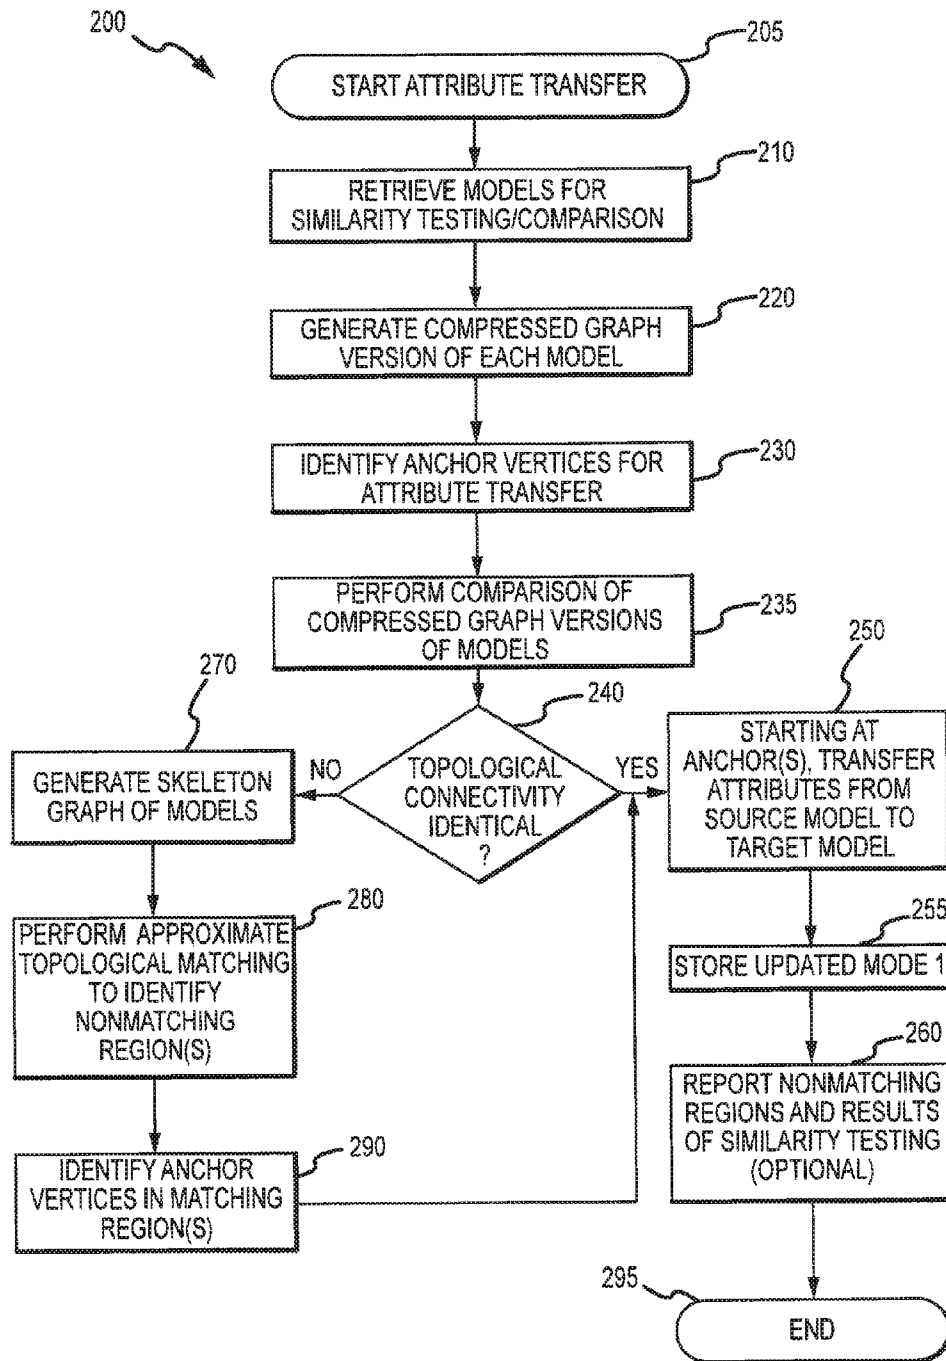 200
205
START ATTRIBUTE TRANSFER
210
RETRIEVE MODELS FOR
SIMILARITY TESTING/COMPARISON
220
GENERATE COMPRESSED GRAPH
VERSION OF EACH MODEL
230
IDENTIFY ANCHOR VERTICES FOR
ATTRIBUTE TRANSFER
235
PERFORM COMPARISON OF
COMPRESSED GRAPH VERSIONS
OF MODELS
240
TOPOLOGICAL
CONNECTIVITY
IDENTICAL
?
NO
YES
270
GENERATE SKELETON
GRAPH OF MODELS
280
PERFORM APPROXIMATE
TOPOLOGICAL MATCHING
TO IDENTIFY
NONMATCHING
REGION(S)
290
IDENTIFY ANCHOR
VERTICES IN MATCHING
REGION(S)
250
STARTING AT
ANCHOR(S), TRANSFER
ATTRIBUTES FROM
SOURCE MODEL TO
TARGET MODEL
255
STORE UPDATED MODE 1
260
REPORT NONMATCHING
REGIONS AND RESULTS
OF SIMILARITY TESTING
(OPTIONAL)
295
END